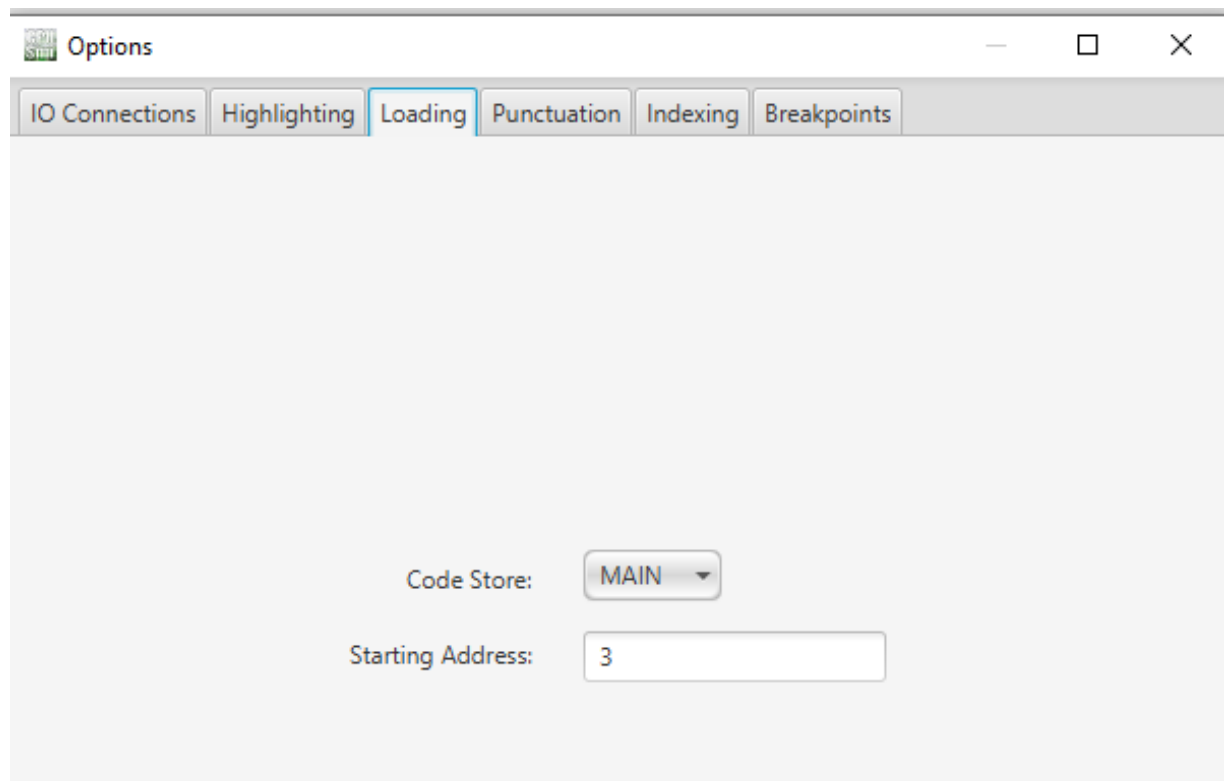 Options
IO Connections Highlighting Loading Punctuation Indexing Breakpoints
Code Store: MAIN
Starting Address: 3